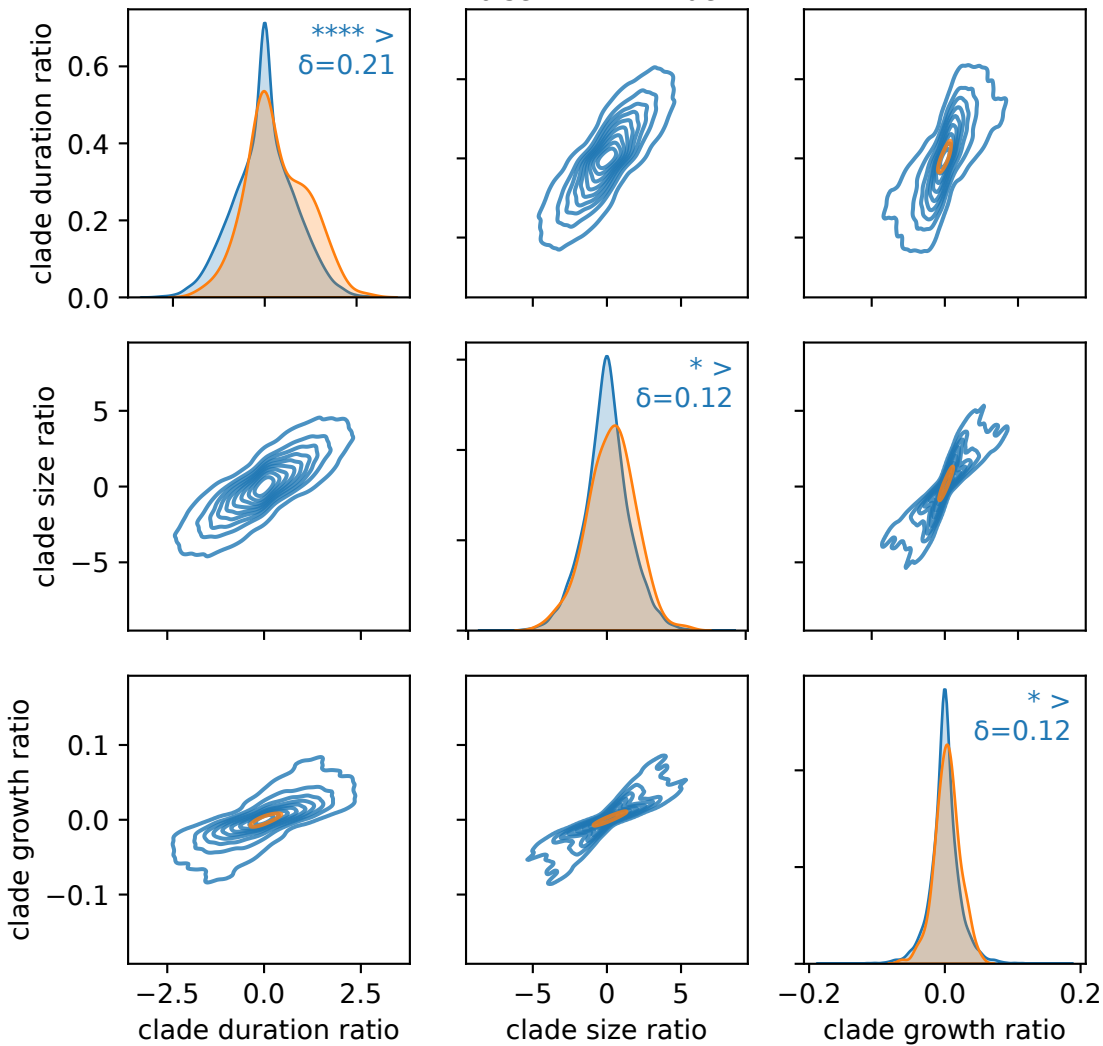 clade duration ratio
0.6
0.4
0.2
0.0
**** >
δ=0.21
clade size ratio
5
0
−5
* >
δ=0.12
clade growth ratio
0.1
0.0
−0.1
* >
δ=0.12
−2.5
0.0
2.5
−5
0
5
−0.2
0.0
0.2
clade duration ratio
clade size ratio
clade growth ratio